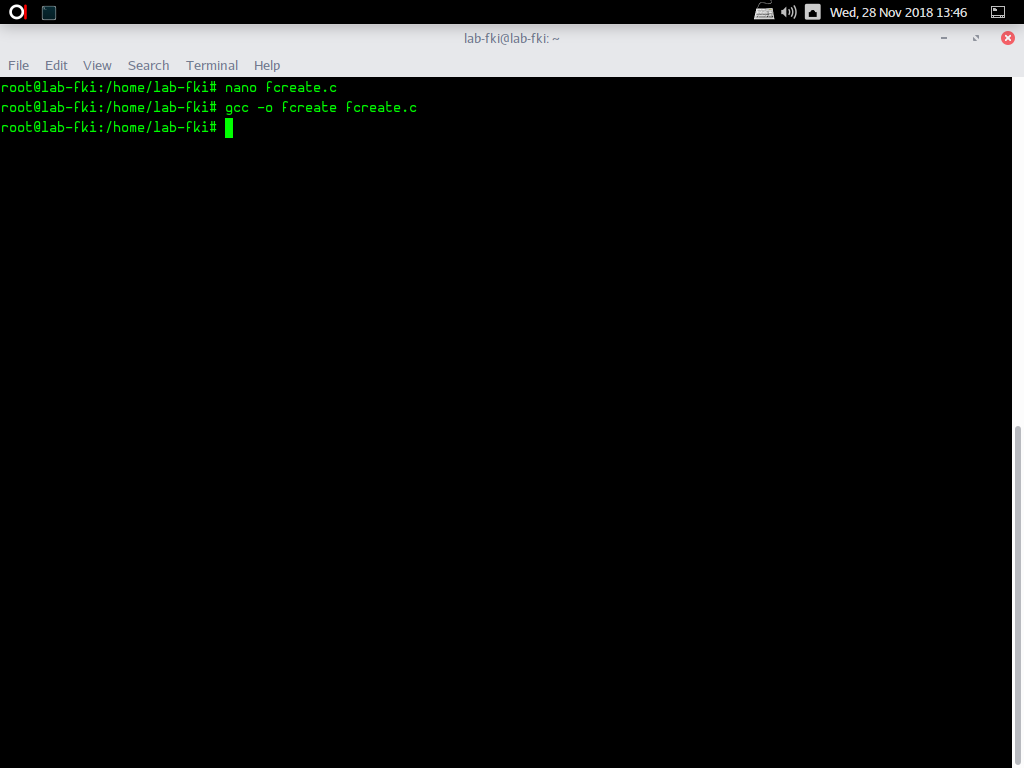 Wed, 28 Nov 2018 13:46
lab-fki@lab-fki: ~
File Edit View Search Terminal Help
root@lab-fki:/home/lab-fki# nano fcreate.c
root@lab-fki:/home/lab-fki# gcc -o fcreate fcreate.c
root@lab-fki:/home/lab-fki#